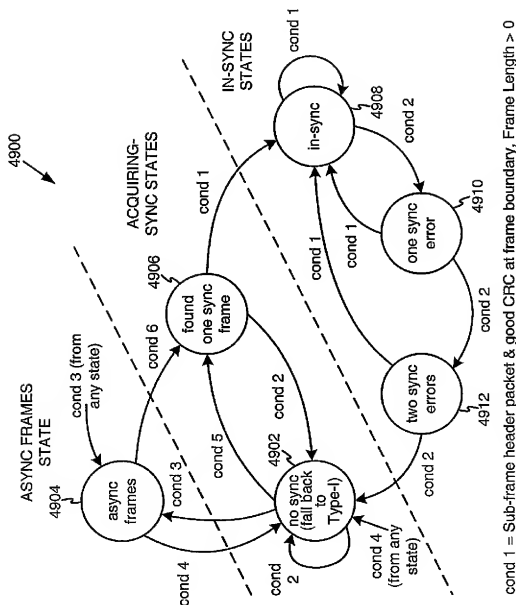 4900
ASYNC FRAMES
STATE
ACQUIRING-
SYNC STATES
IN-SYNC
STATES
4904
async
frames
cond 3 (from
any state)
cond 6
4906
found
one sync
frame
cond 1
cond 1
in-sync
4908
cond 4
cond 3
cond 5
cond 2
4902
no sync
(fall back
to
Type-I)
cond
2
cond 4
(from any
state)
cond 2
two sync
errors
4912
cond 1
cond 1
cond 2
one sync
error
4910
cond 2
cond 1 = Sub-frame header packet & good CRC at frame boundary, Frame Length > 0